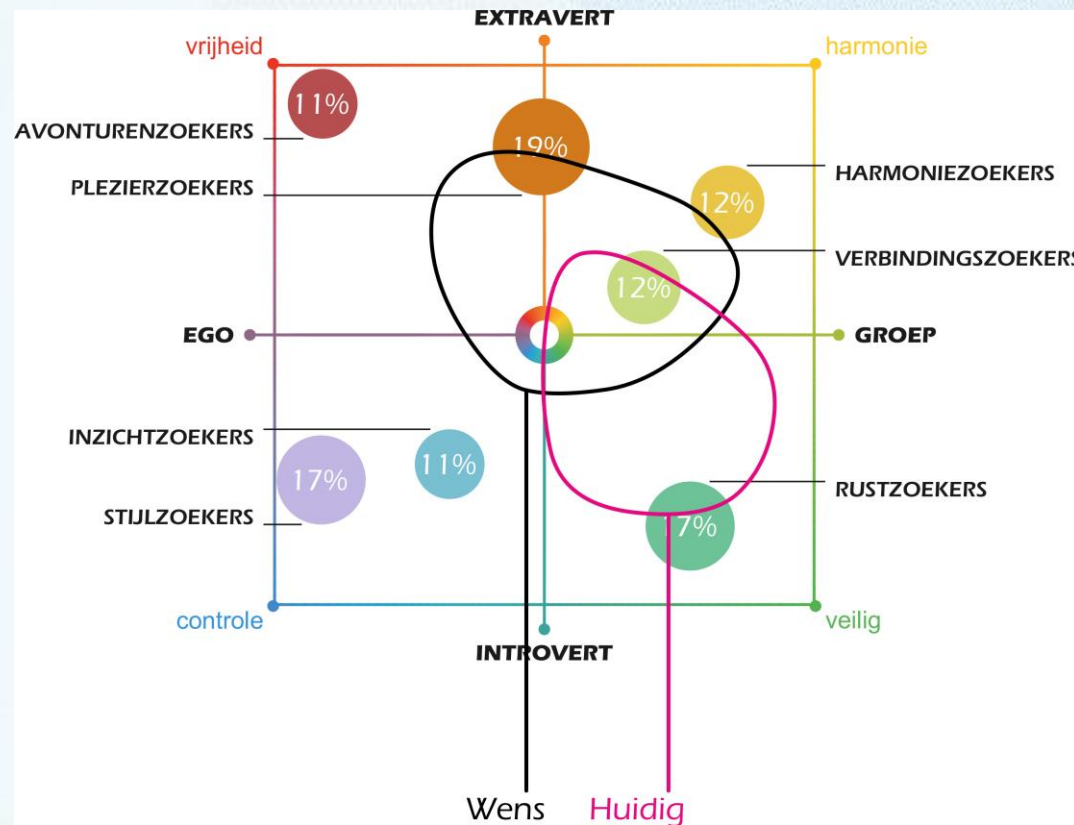 EXTRAVERT
vrijheid
harmonie
11%
AVONTURENZOEKERS
19%
PLEZIERZOEKERS
HARMONIEZOEKERS
12%
VERBINDINGSZOEKERS
12%
EGO
GROEP
INZICHTZOEKERS
11%
17%
STIJLZOEKERS
RUSTZOEKERS
17%
controle
veilig
INTROVERT
Wens
Huidig